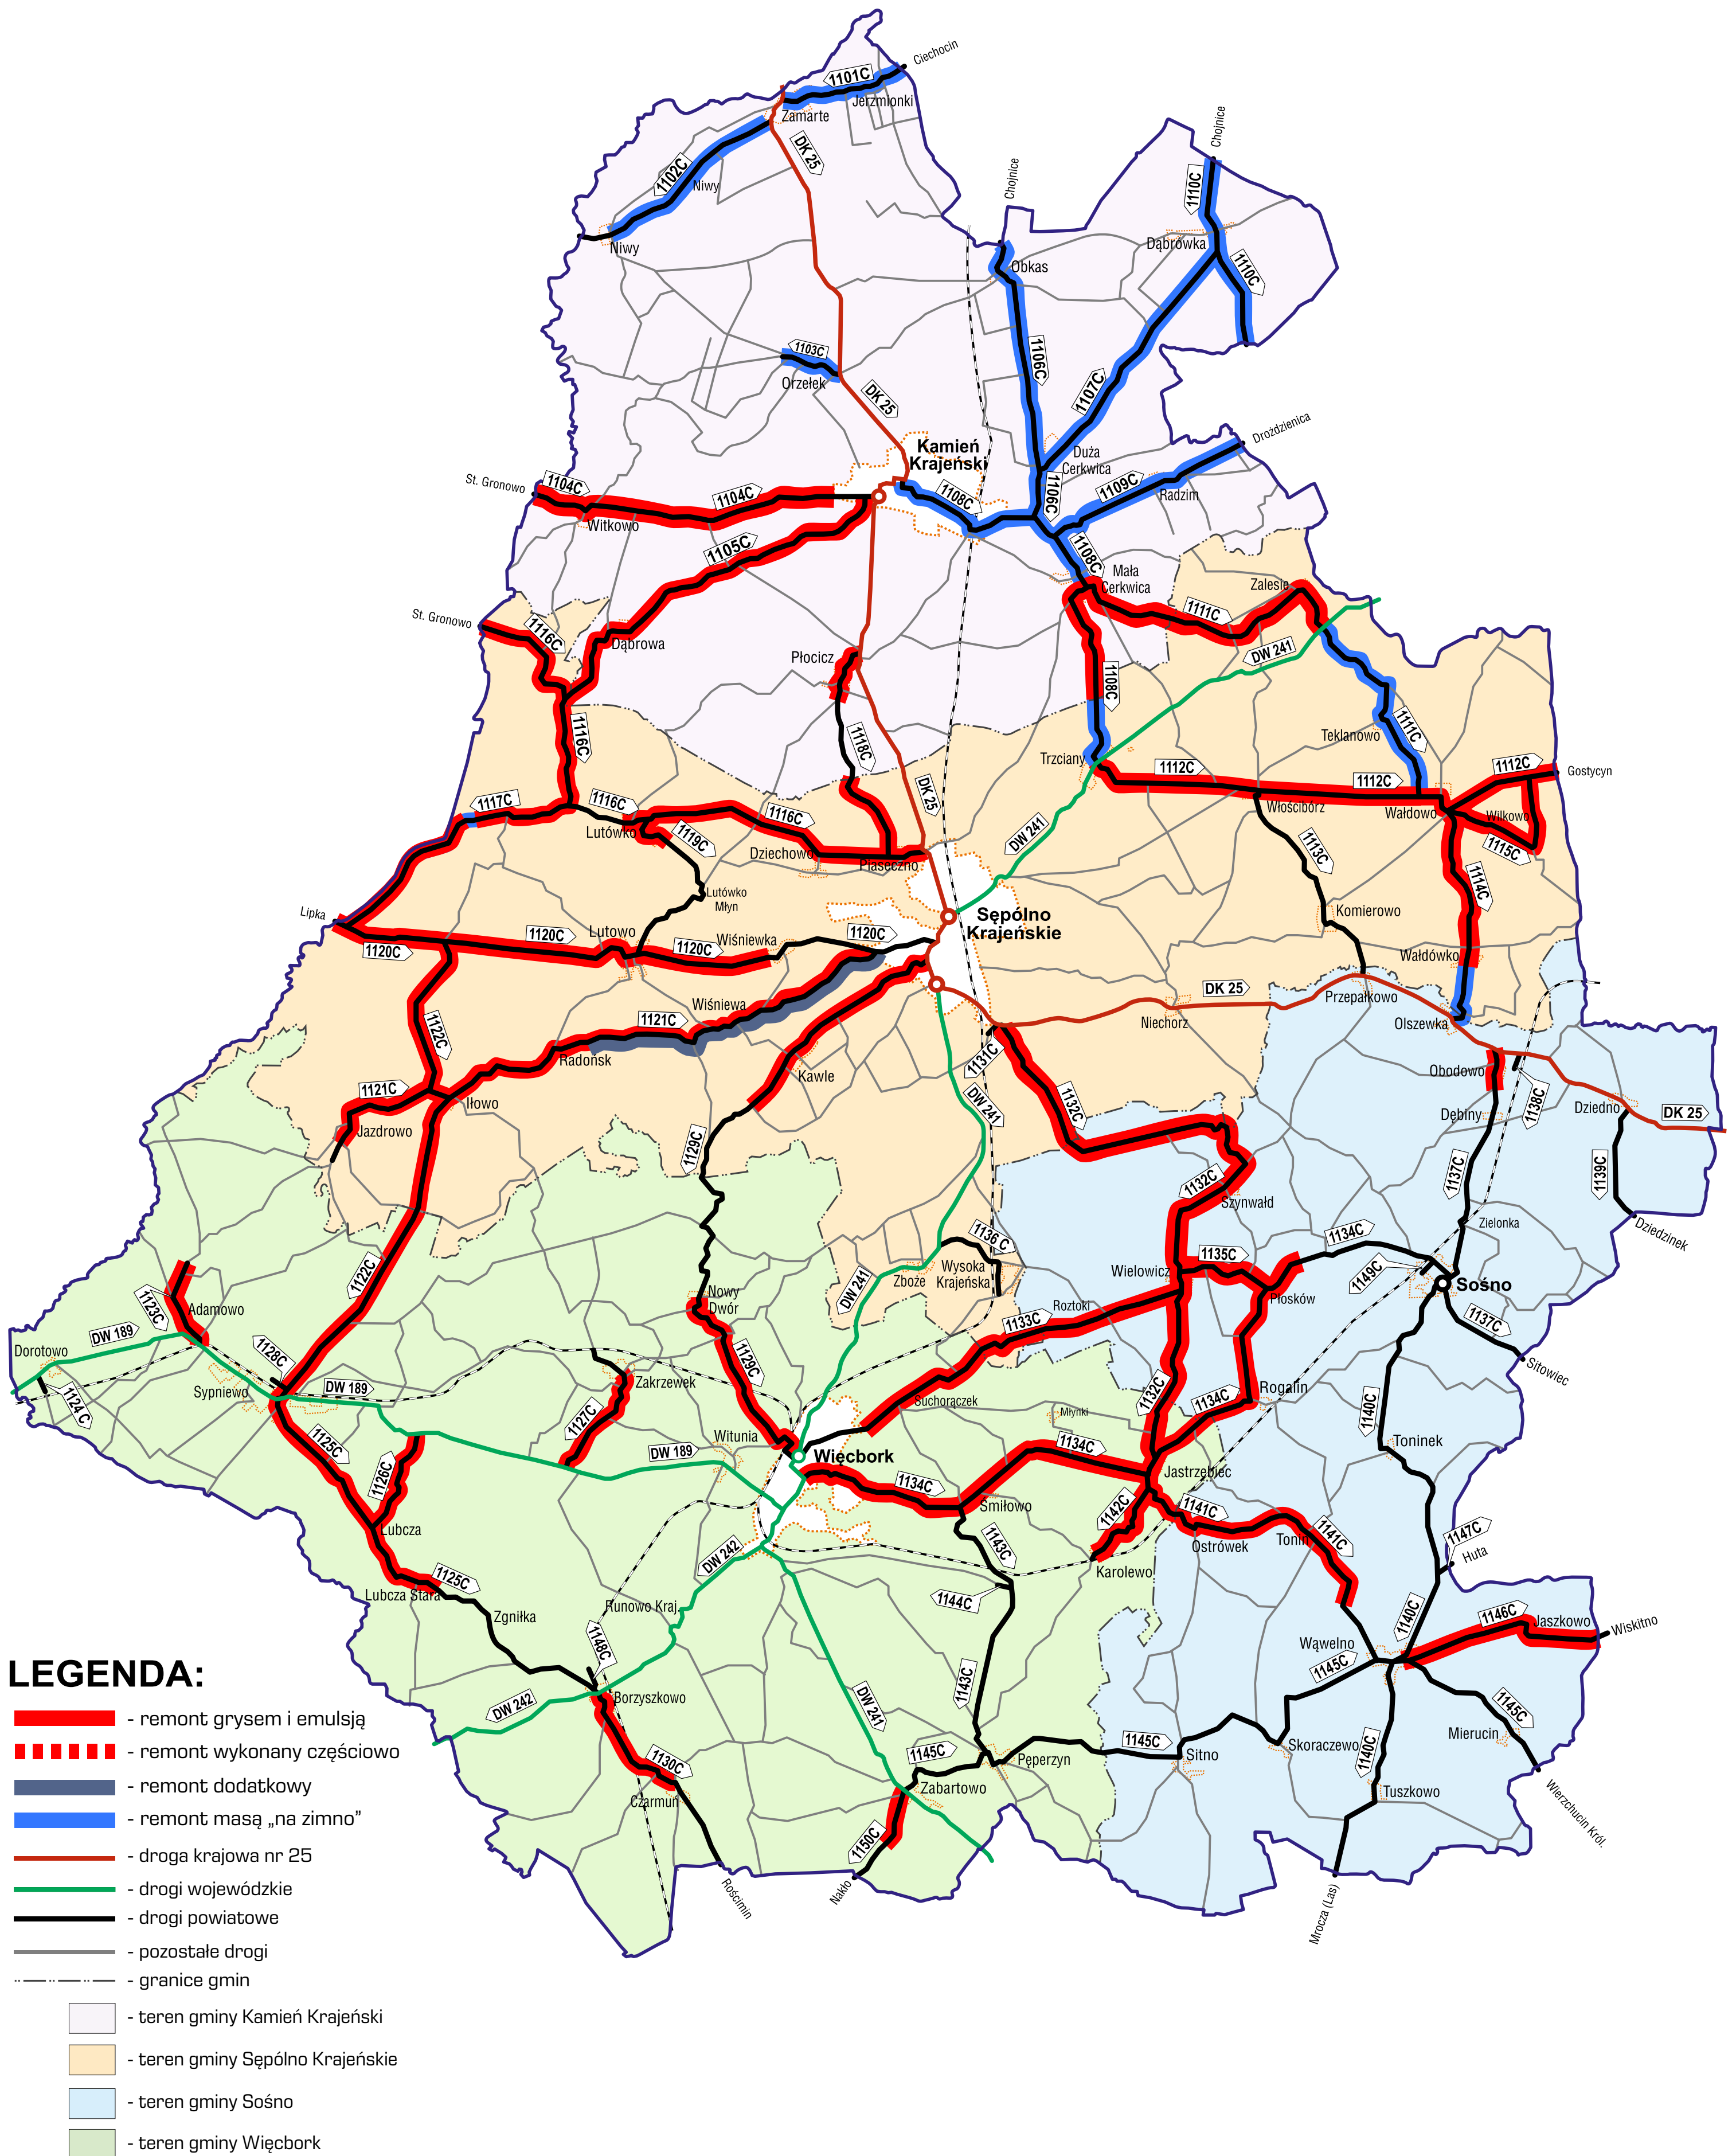 Ciechocin
1101C
Jerzmionki
Zamarte
DK 25
1102C
Niwy
Niwy
Chojnice
Chojnice
1110C
Dąbrówka
1110C
Obkas
1106C
1103C
Orzełek
DK 25
1107C
Kamień
Krajeński
Duża
Cerkwica
Drożdzienica
1106C
1109C
Radzim
1108C
St. Gronowo
1104C
1104C
Witkowo
1105C
1108C
Mała
Cerkwica
Zalesie
1111C
DW 241
St. Gronowo
1116C
Dąbrowa
Płocicz
1108C
1116C
1118C
Teklanowo
1111C
Trzciany
1112C
1112C
1112C
Gostycyn
DK 25
1117C
1116C
Lutówko
1119C
1116C
Dziechowo
Piaseczno
DW 241
Włościbórz
Wałdowo
Wilkowo
1115C
1113C
1114C
Lutówko
Młyn
Lipka
Sępólno
Krajeńskie
Komierowo
1120C
1120C
Lutowo
1120C
Wiśniewka
1120C
Wałdówko
DK 25
Przepałkowo
Niechorz
Olszewka
Wiśniewa
1121C
Radońsk
1122C
Kawle
1131C
1132C
DW 241
Obodowo
1138C
Dębiny
Dziedno
DK 25
1121C
Iłowo
Jazdrowo
1129C
1137C
1139C
1132C
Szynwałd
Zielonka
Dziedzinek
1136 C
Wysoka
Krajeńska
Zboże
DW 241
1134C
1135C
Wielowicz
Płosków
1149C
Sośno
1137C
Sitowiec
1122C
1123C
Adamowo
DW 189
Dorotowo
1124 C
1128C
Sypniewo
DW 189
Nowy
Dwór
1129C
Roztoki
1133C
Zakrzewek
1127C
Suchorączek
Młynki
1132C
1134C
Rogalin
1140C
Toninek
1125C
1126C
Witunia
DW 189
Więcbork
1134C
1134C
Jastrzębiec
Śmiłowo
1142C
1141C
Ostrówek
Tonin
1141C
Lubcza
DW 242
1143C
Karolewo
1147C
Huta
Lubcza Stara
1125C
Zgniłka
Runowo Kraj.
1144C
1140C
1146C
Jaszkowo
Wiskitno
1148C
Wąwelno
1145C
1143C
Borzyszkowo
DW 242
DW 241
1145C
Mierucin
1130C
Czarmuń
1145C
Pęperzyn
1145C
Sitno
Skoraczewo
1140C
Tuszkowo
Zabartowo
1150C
Nakło
Rościmin
Wierzchucin Król.
Mrocza (Las)
LEGENDA:
- remont grysem i emulsją
- remont wykonany częściowo
- remont dodatkowy
- remont masą „na zimno”
- droga krajowa nr 25
- drogi wojewódzkie
- drogi powiatowe
- pozostałe drogi
- granice gmin
- teren gminy Kamień Krajeński
- teren gminy Sępólno Krajeńskie
- teren gminy Sośno
- teren gminy Więcbork